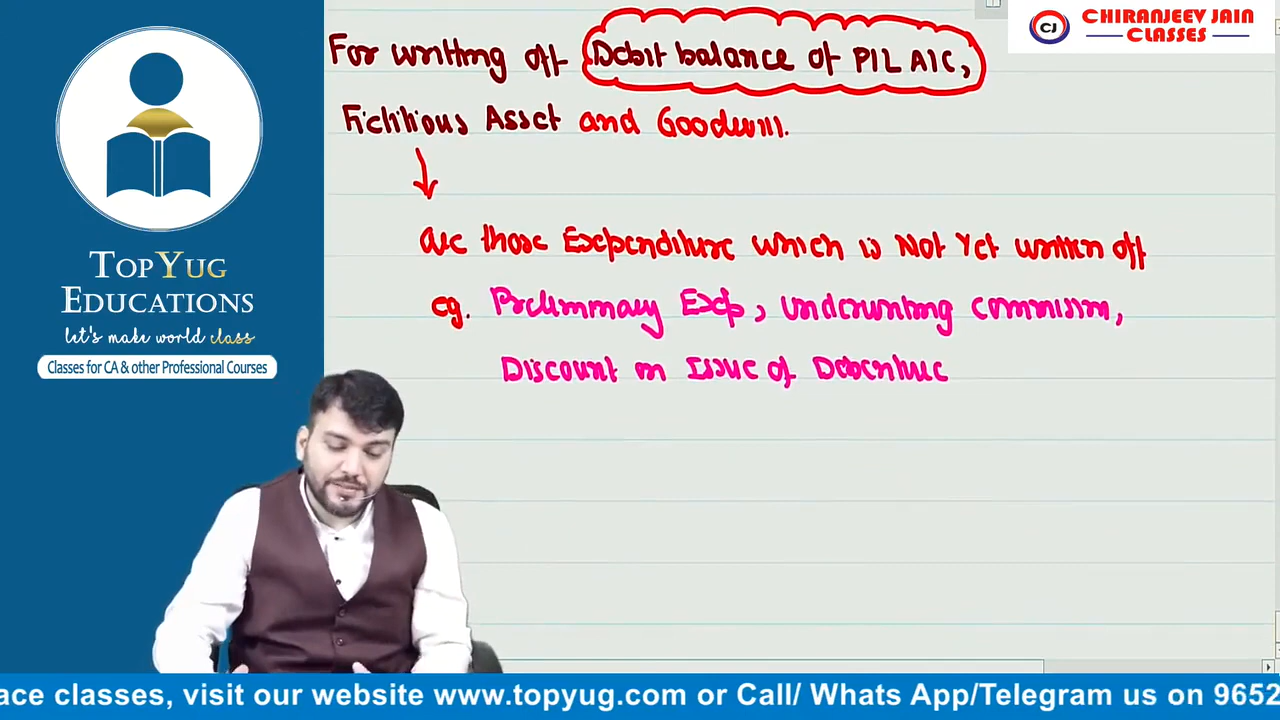 CHIRANJEEV JAIN
CJ
CLASSES
For writing off Debit balance of P/L A/C,
Fictitious Asset and Goodwill.
are those Expenditure which is Not Yet written off
eg. Preliminary Exp, Underwriting commission,
Discount on Issue of Debenture
TOPYUG
EDUCATIONS
let's make world class
Classes for CA & other Professional Courses
ace classes, visit our website www.topyug.com or Call/ Whats App/Telegram us on 9652